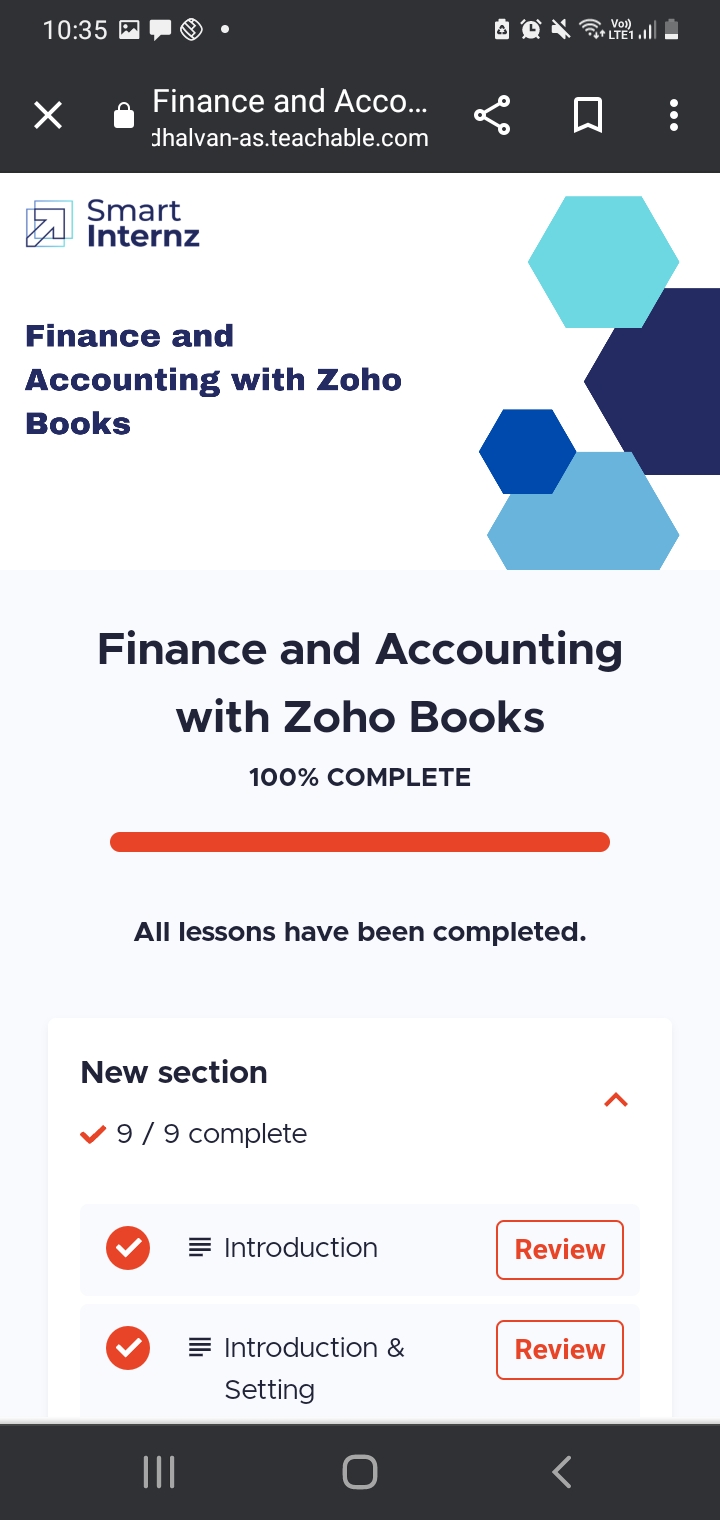 10:35
Vo)) LTE1
Finance and Acco...
dhalvan-as.teachable.com
Smart
Internz
Finance and
Accounting with Zoho
Books
Finance and Accounting
with Zoho Books
100% COMPLETE
All lessons have been completed.
New section
9 / 9 complete
Introduction
Review
Introduction &
Setting
Review